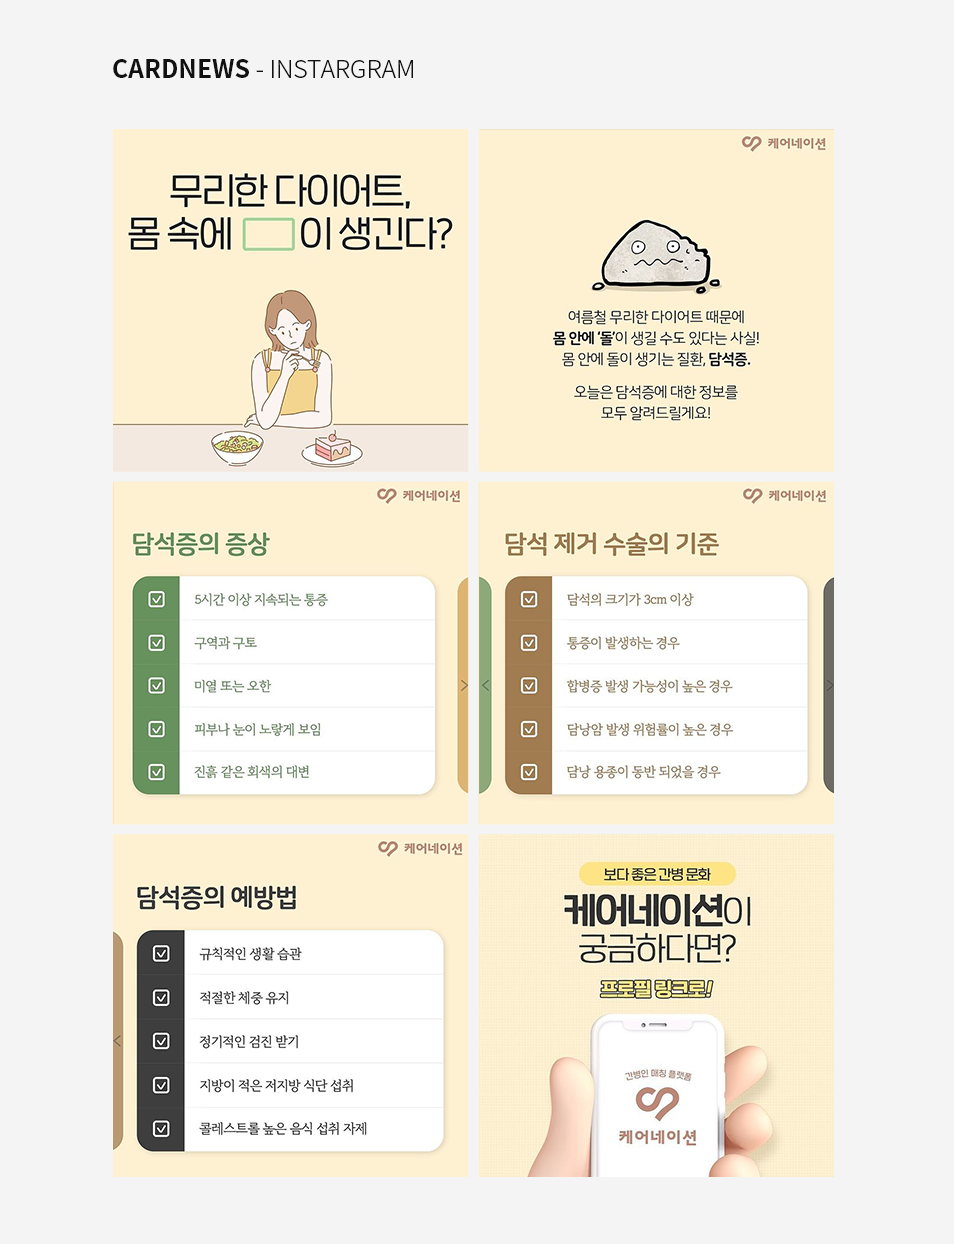 CARDNEWS - INSTARGRAM
무리한 다이어트,
몸 속에 이 생긴다?
케어네이션
여름철 무리한 다이어트 때문에
몸 안에 '돌'이 생길 수도 있다는 사실!
몸 안에 돌이 생기는 질환, 담석증.
오늘은 담석증에 대한 정보를
모두 알려드릴게요!
케어네이션
담석증의 증상
5시간 이상 지속되는 통증
구역과 구토
미열 또는 오한
피부나 눈이 노랗게 보임
진흙 같은 회색의 대변
케어네이션
담석 제거 수술의 기준
담석의 크기가 3cm 이상
통증이 발생하는 경우
합병증 발생 가능성이 높은 경우
담낭암 발생 위험률이 높은 경우
담낭 용종이 동반 되었을 경우
케어네이션
담석증의 예방법
규칙적인 생활 습관
적절한 체중 유지
정기적인 검진 받기
지방이 적은 저지방 식단 섭취
콜레스트롤 높은 음식 섭취 자제
보다 좋은 간병 문화
케어네이션이
궁금하다면?
프로필 링크로!
간병인 매칭 플랫폼
케어네이션